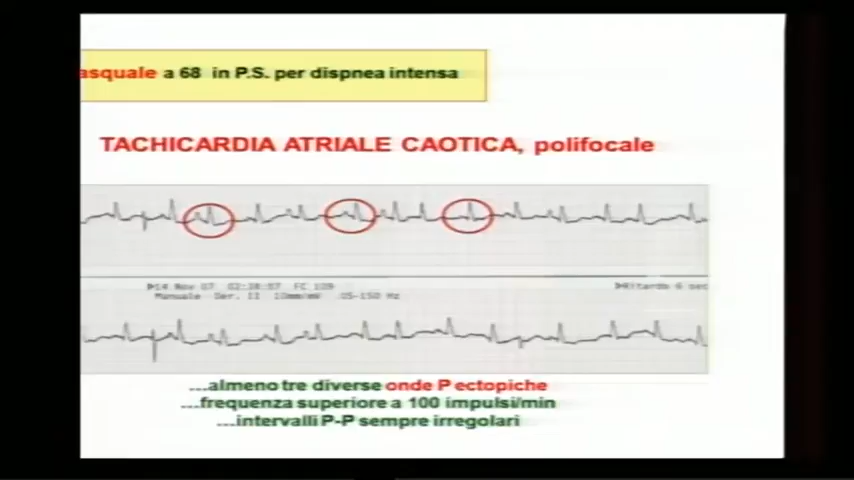 asquale a 68 in P.S. per dispnea intensa
TACHICARDIA ATRIALE CAOTICA, polifocale
14 Nov 07 02:28:07 FC 109
Manuale Der. II 10mm/mV .05-150 Hz
Ritardo 6 sec
...almeno tre diverse onde P ectopiche
...frequenza superiore a 100 impulsi/min
...intervalli P-P sempre irregolari